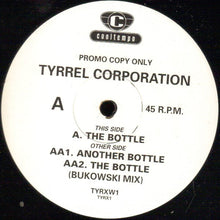 C
cooltempo
PROMO COPY ONLY
TYRREL CORPORATION
A
45 R.P.M.
THIS SIDE
A. THE BOTTLE
OTHER SIDE
AA1. ANOTHER BOTTLE
AA2. THE BOTTLE
(BUKOWSKI MIX)
TYRXW1
TYRX1